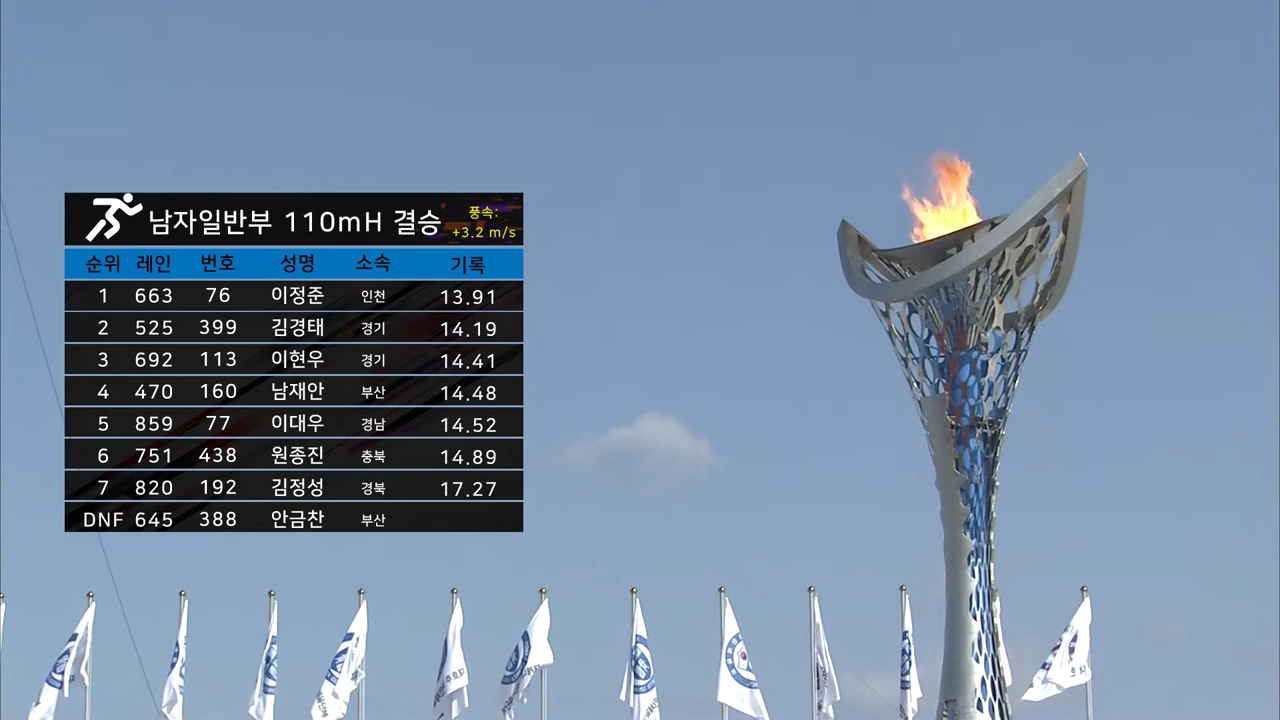 남자일반부 110mH 결승
풍속:
+3.2 m/s
순위 레인 번호 성명 소속 기록
1 663 76 이정준 인천 13.91
2 525 399 김경태 경기 14.19
3 692 113 이현우 경기 14.41
4 470 160 남재안 부산 14.48
5 859 77 이대우 경남 14.52
6 751 438 원종진 충북 14.89
7 820 192 김정성 경북 17.27
DNF 645 388 안금찬 부산